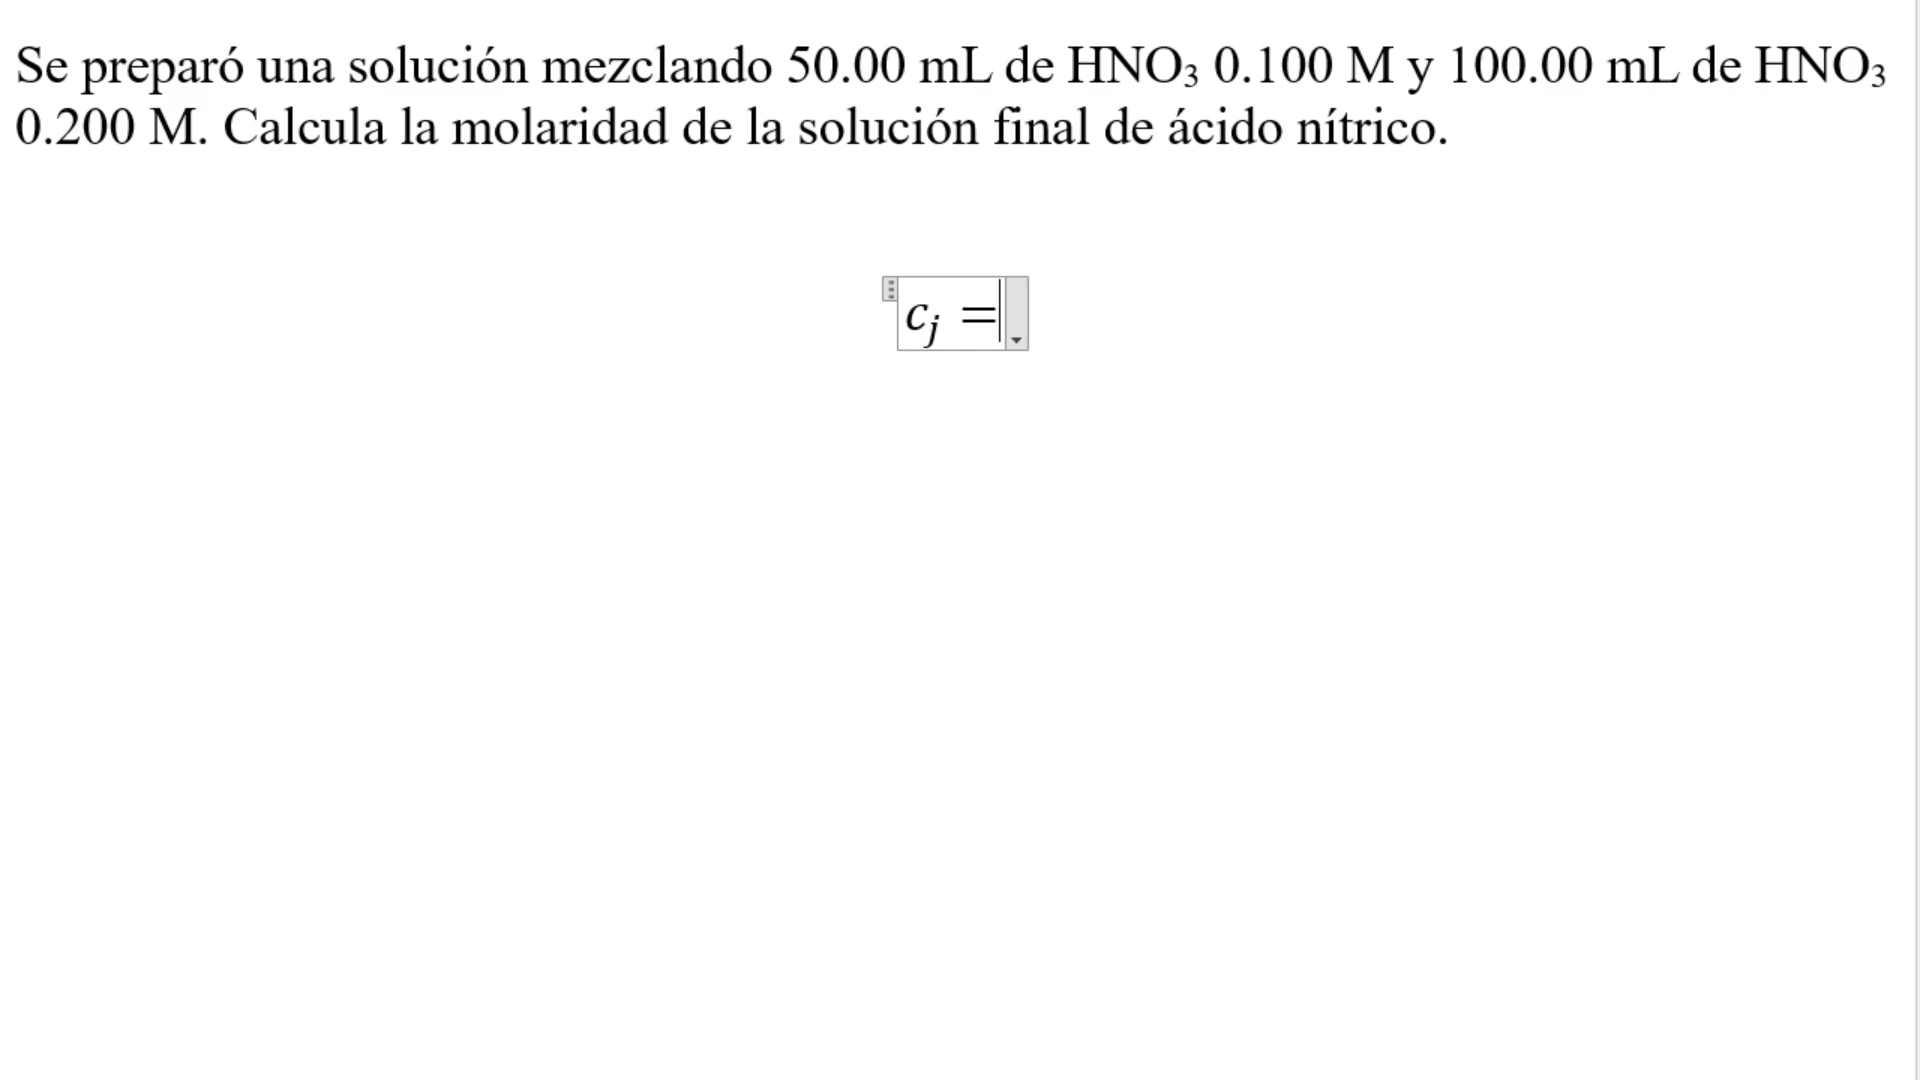 Se preparó una solución mezclando 50.00 mL de HNO₃ 0.100 M y 100.00 mL de HNO₃
0.200 M. Calcula la molaridad de la solución final de ácido nítrico.
c_j =